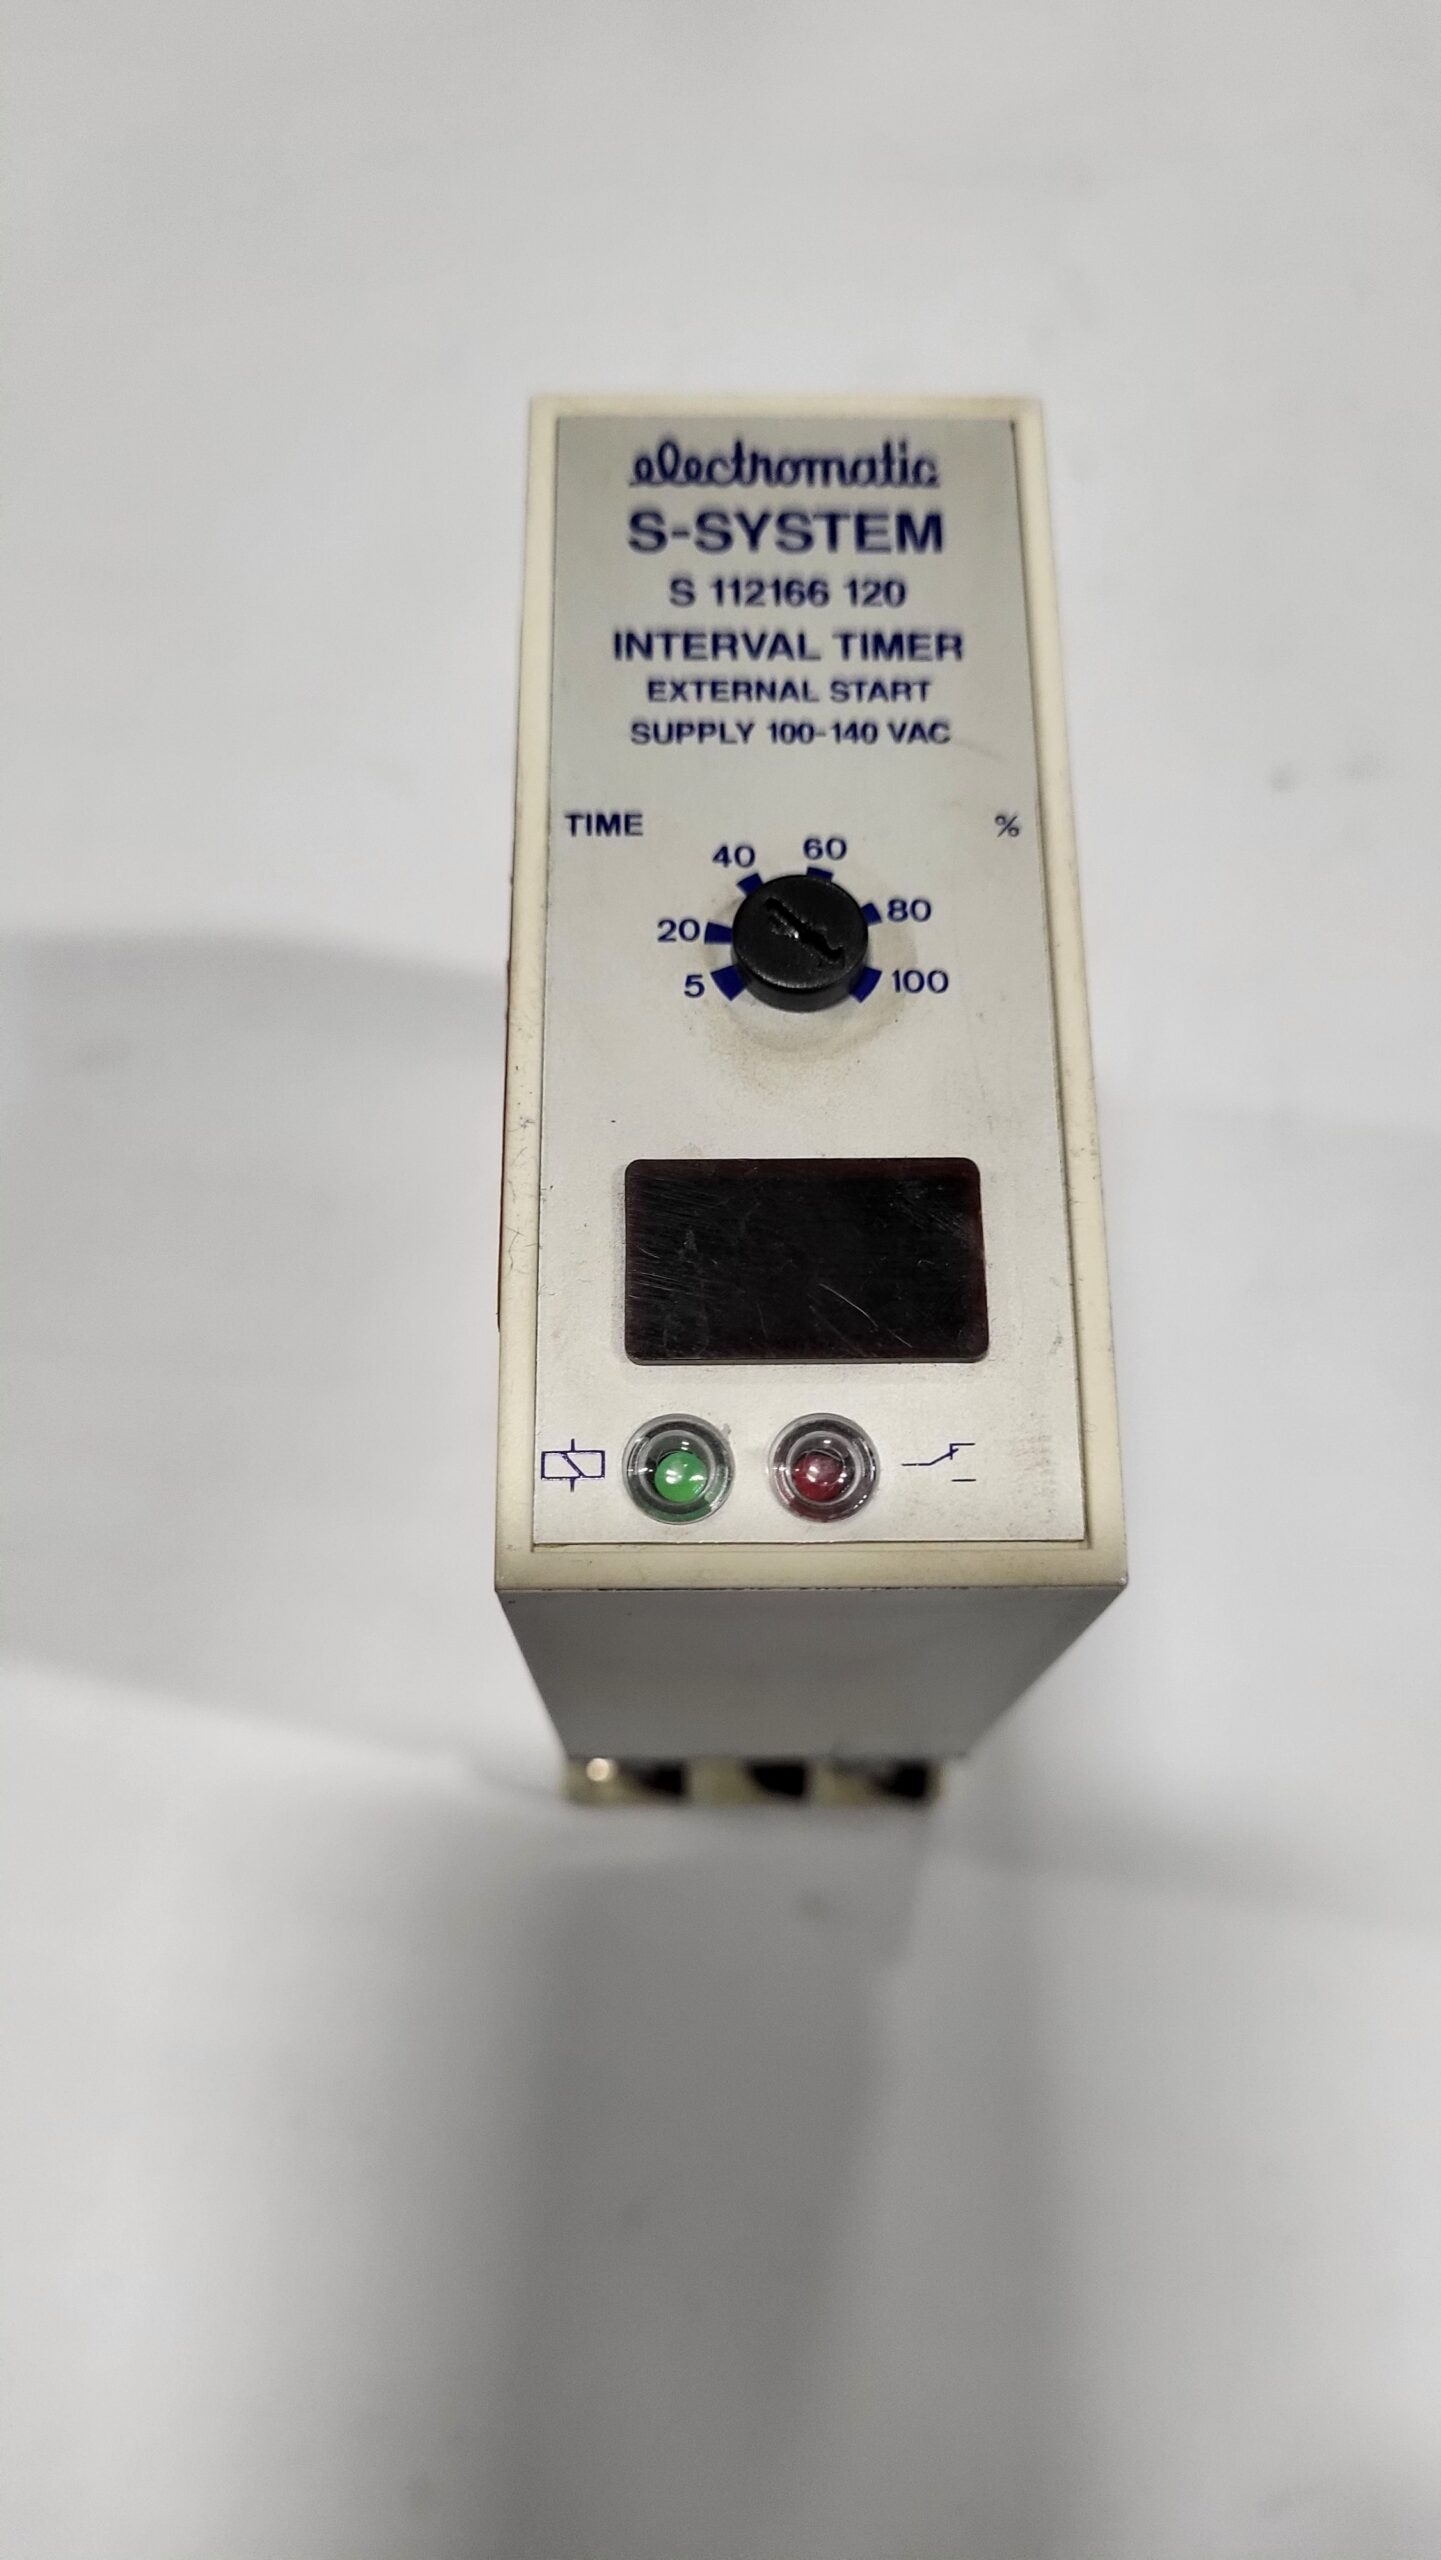 electromatic
S-SYSTEM
S 112166 120
INTERVAL TIMER
EXTERNAL START
SUPPLY 100-140 VAC
TIME %
40 60
20 80
5 100